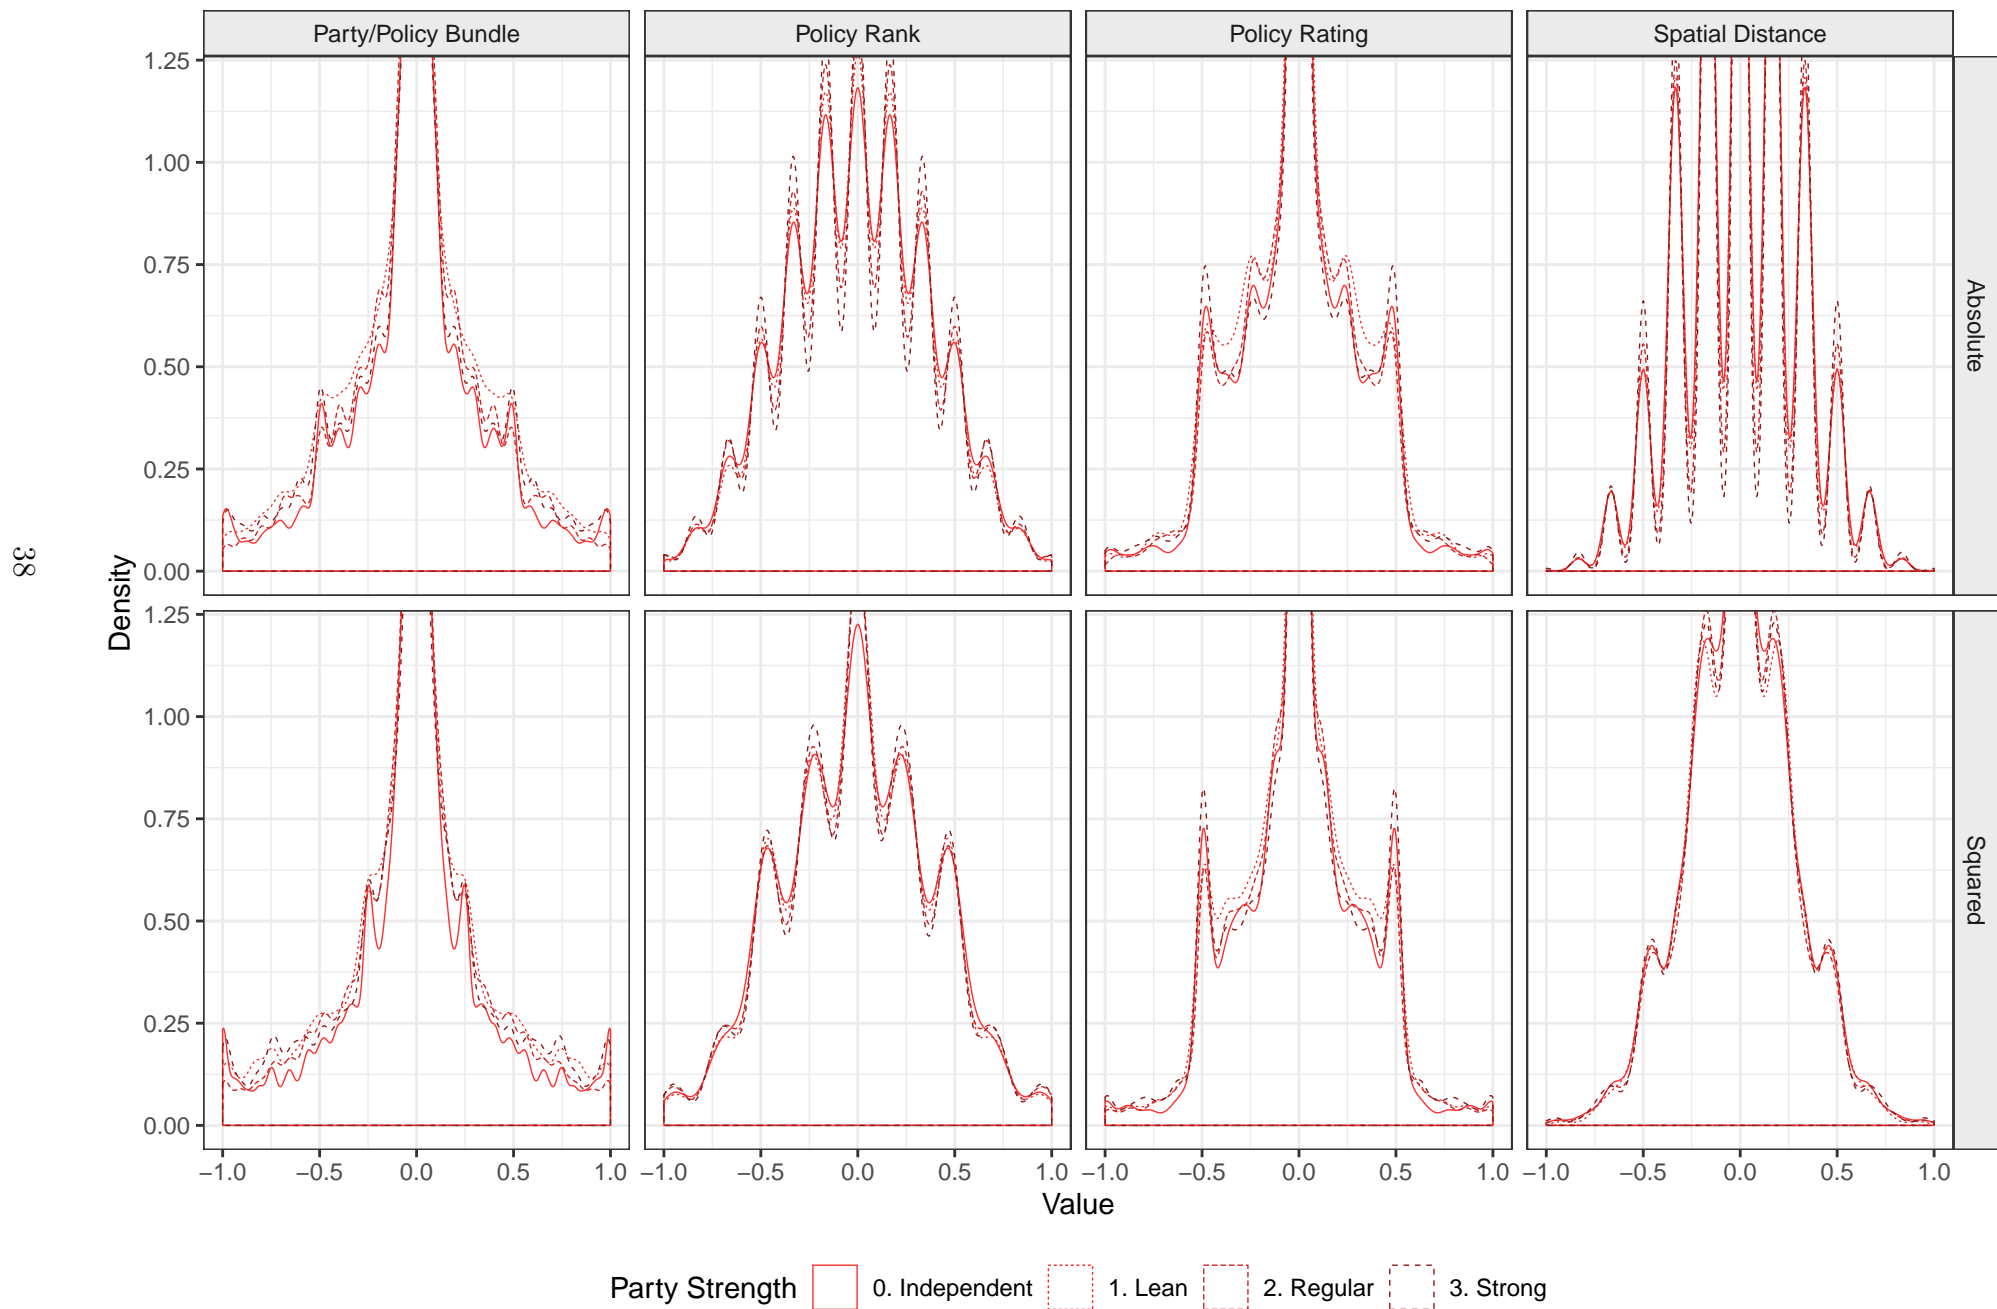 Party/Policy Bundle
Policy Rank
Policy Rating
Spatial Distance
1.25
1.00
0.75
0.50
0.25
0.00
Absolute
38
Density
1.25
1.00
0.75
0.50
0.25
0.00
Squared
−1.0 −0.5 0.0 0.5 1.0
−1.0 −0.5 0.0 0.5 1.0
−1.0 −0.5 0.0 0.5 1.0
−1.0 −0.5 0.0 0.5 1.0
Value
Party Strength 0. Independent 1. Lean 2. Regular 3. Strong